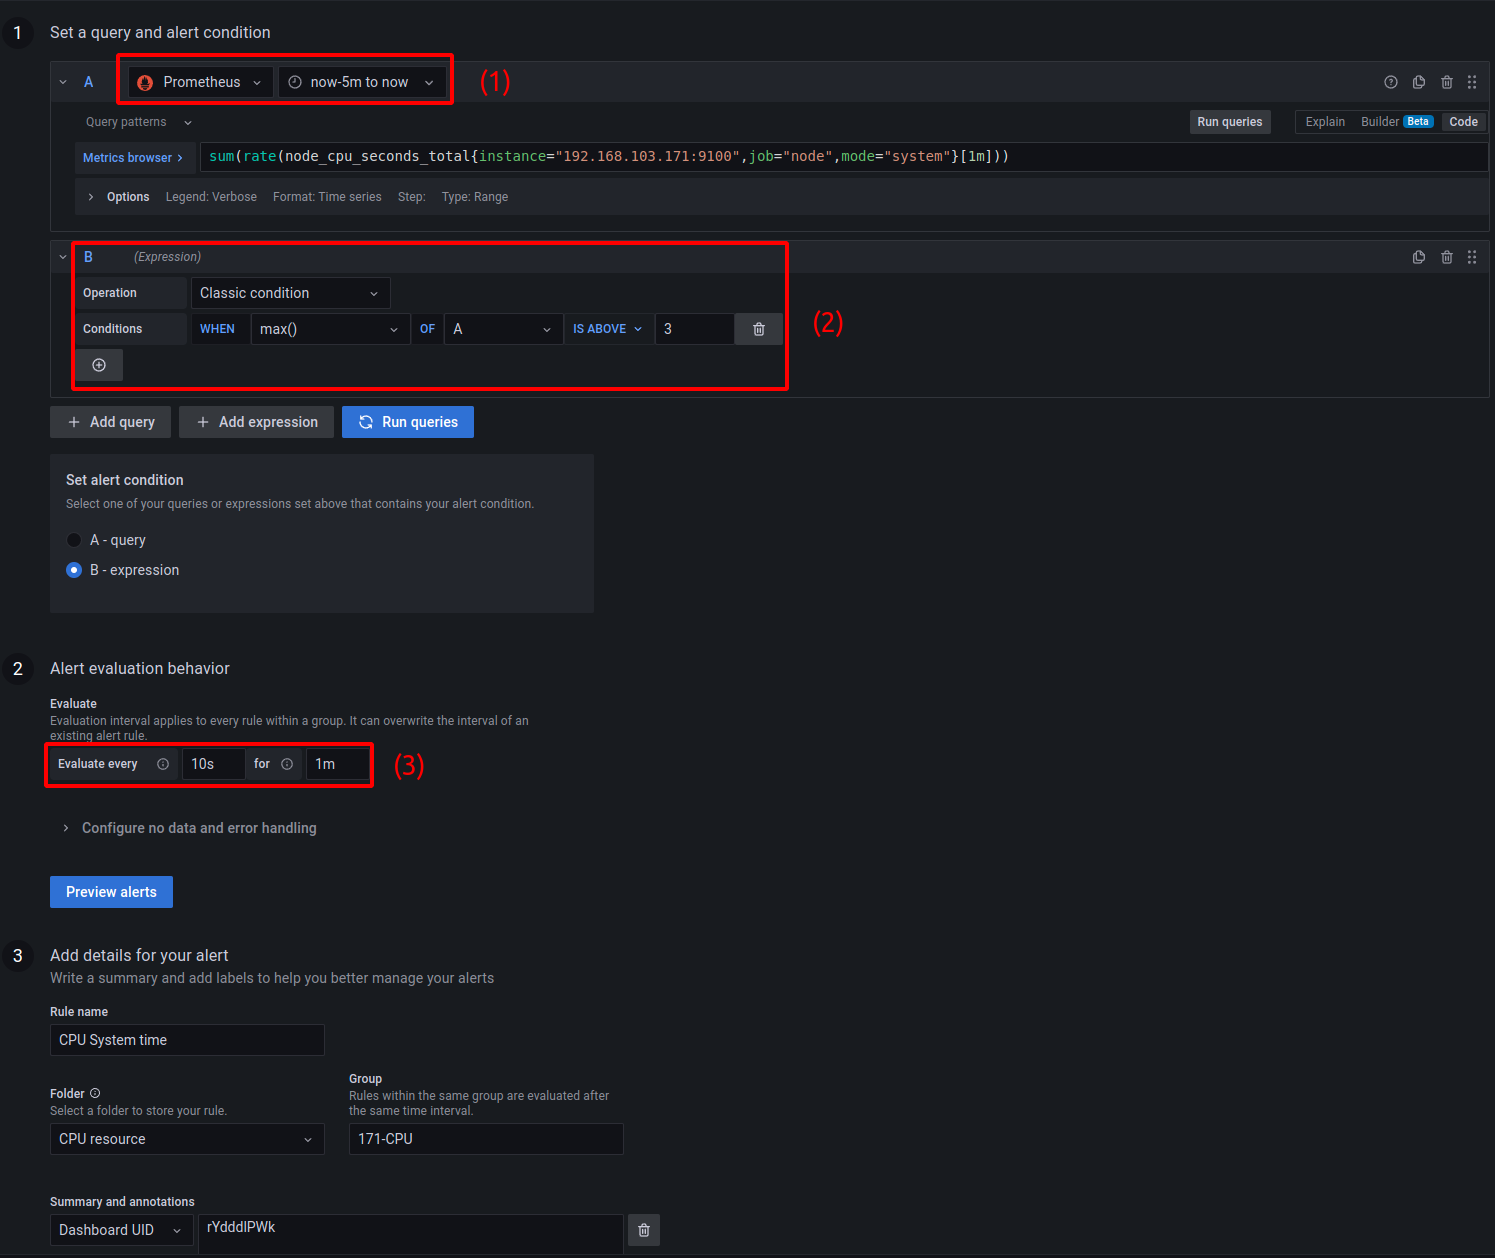 1 Set a query and alert condition
A Prometheus now-5m to now (1)
Query patterns Run queries Explain Builder Beta Code
Metrics browser > sum(rate(node_cpu_seconds_total{instance="192.168.103.171:9100",job="node",mode="system"}[1m]))
> Options Legend: Verbose Format: Time series Step: Type: Range
B (Expression)
Operation Classic condition
Conditions WHEN max() OF A IS ABOVE 3 (2)
+ Add query + Add expression Run queries
Set alert condition
Select one of your queries or expressions set above that contains your alert condition.
A - query
B - expression
2 Alert evaluation behavior
Evaluate
Evaluation interval applies to every rule within a group. It can overwrite the interval of an
existing alert rule.
Evaluate every 10s for 1m (3)
> Configure no data and error handling
Preview alerts
3 Add details for your alert
Write a summary and add labels to help you better manage your alerts
Rule name
CPU System time
Folder
Select a folder to store your rule.
CPU resource
Group
Rules within the same group are evaluated after
the same time interval.
171-CPU
Summary and annotations
Dashboard UID rYdddlPWk